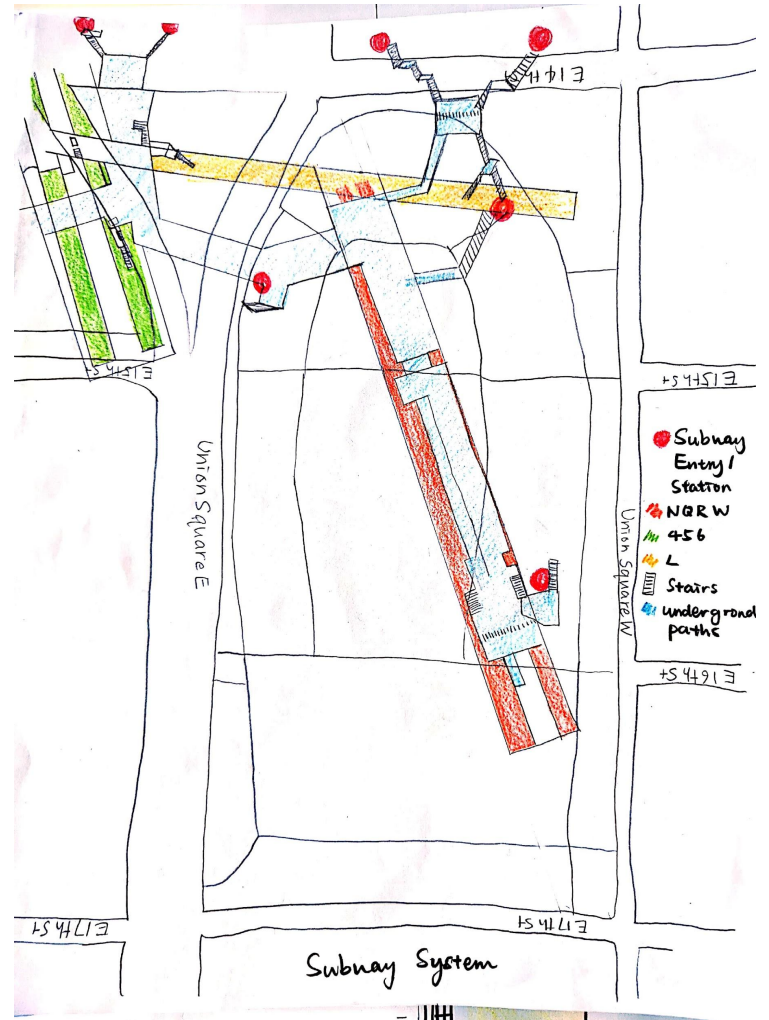 E 14th
E 15th St
E 15th St
Union Square E
Union Square W
Subway
Entry/
Station
NQRW
456
L
Stairs
undergrond
paths
E 16th St
E 17th St
E 17th St
Subway System